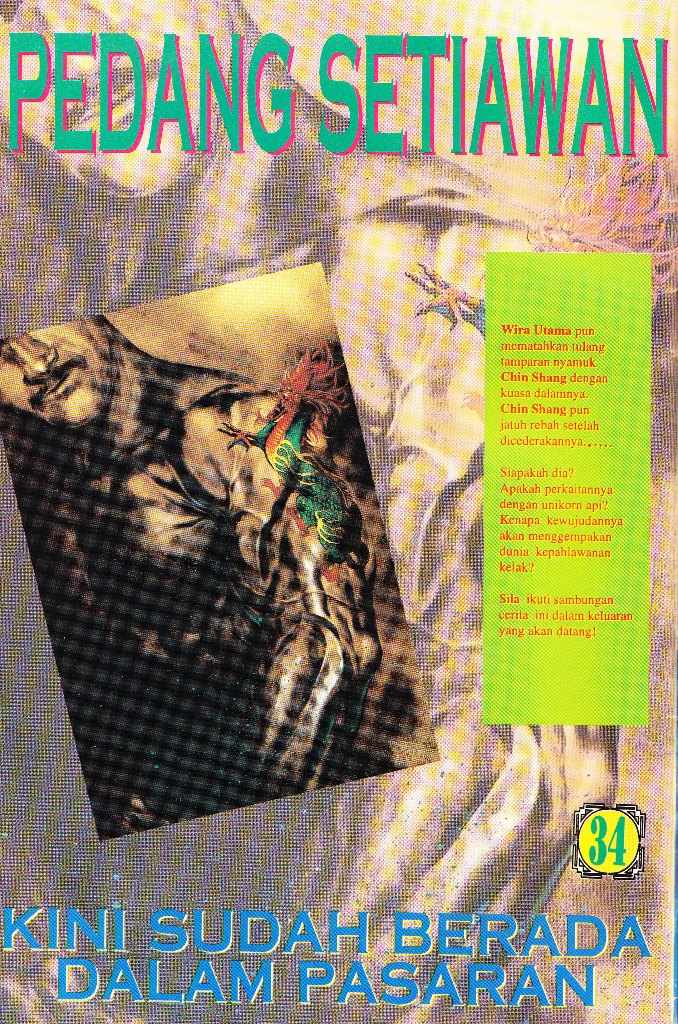 PEDANG SETIAWAN
Wira Utama pun
mematahkan tulang
tamparan nyamuk
Chin Shang dengan
kuasa dalamnya.
Chin Shang pun
jatuh rebah setelah
dicederakannya......
Siapakah dia?
Apakah perkaitannya
dengan unikorn api?
Kenapa kewujudannya
akan menggempakan
dunia kepahlawanan
kelak?
Sila ikuti sambungan
cerita ini dalam keluaran
yang akan datang!
34
KINI SUDAH BERADA
DALAM PASARAN